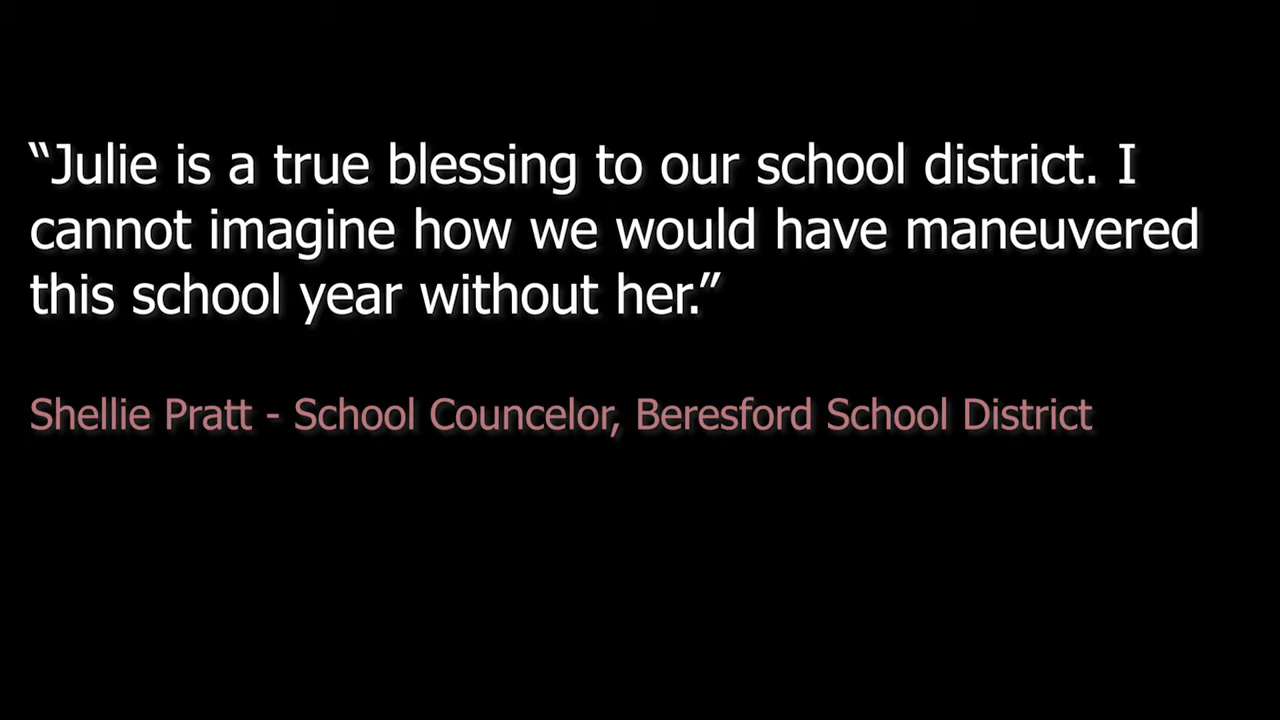 “Julie is a true blessing to our school district. I
cannot imagine how we would have maneuvered
this school year without her.”
Shellie Pratt - School Councelor, Beresford School District